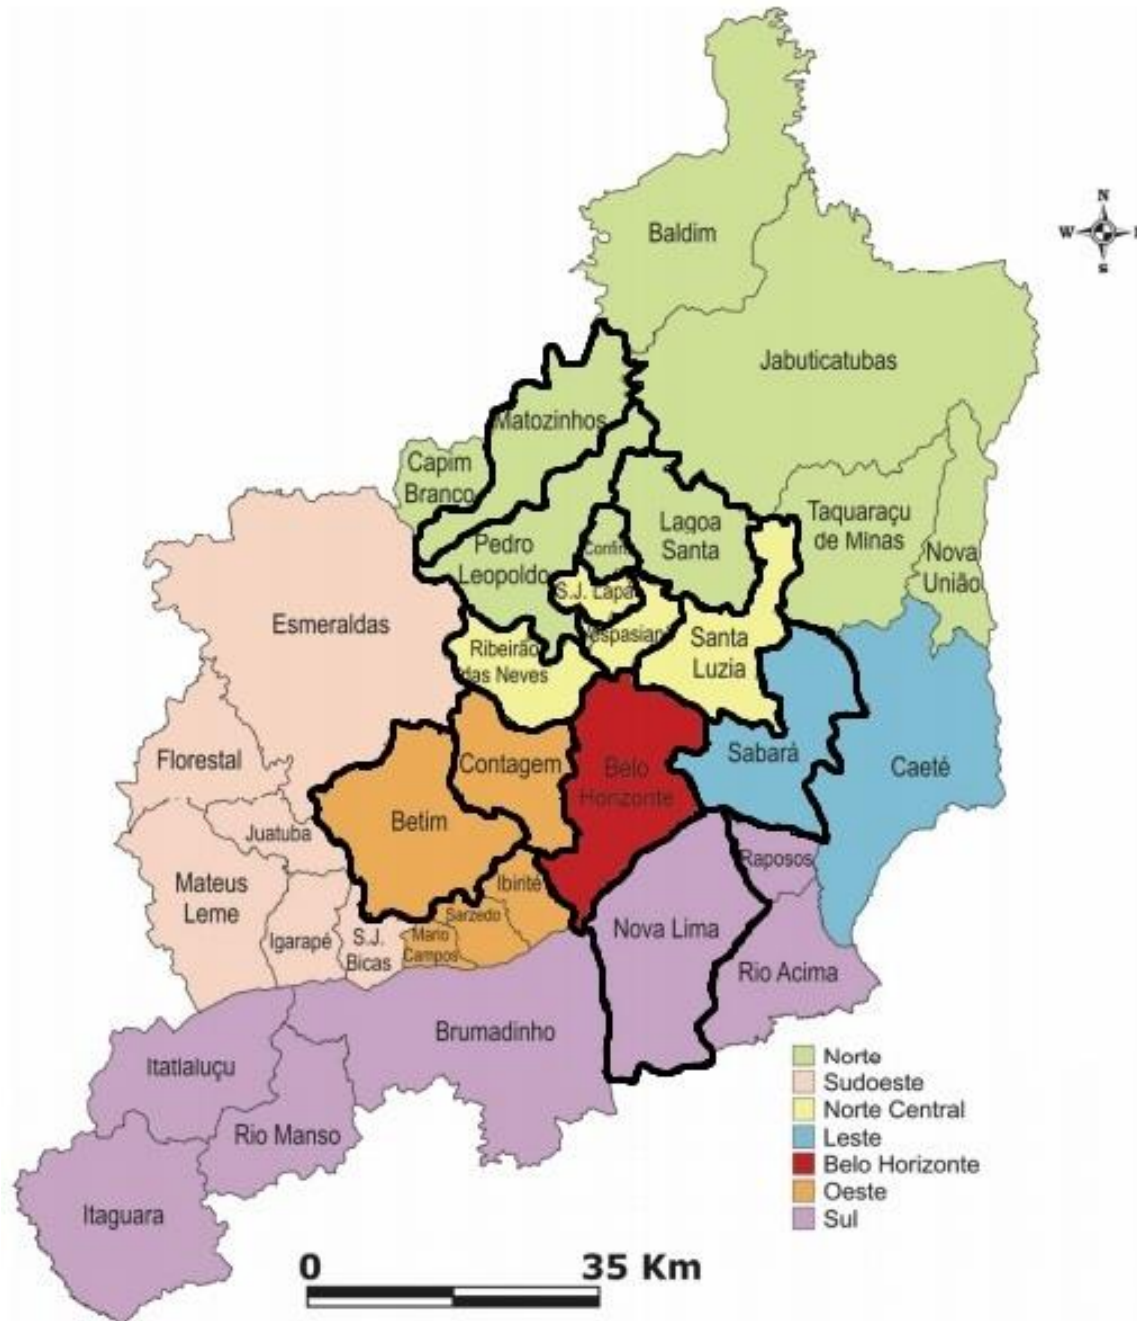 N
W
S
Baldim
Jabuticatubas
Matozinhos
Capim
Branco
Pedro
Leopoldo
Confin
Lagoa
Santa
Taquaraçu
de Minas
Nova
União
S.J. Lapa
Esmeraldas
Ribeirão
das Neves
espasian
Santa
Luzia
Florestal
Contagem
Belo
Horizonte
Sabará
Caeté
Juatuba
Betim
Mateus
Leme
Igarapé
S.J.
Bicas
Ibirité
Sarzedo
Mario
Campos
Raposos
Nova Lima
Rio Acima
Brumadinho
Itatialuçu
Rio Manso
Itaguara
Norte
Sudoeste
Norte Central
Leste
Belo Horizonte
Oeste
Sul
0 35 Km